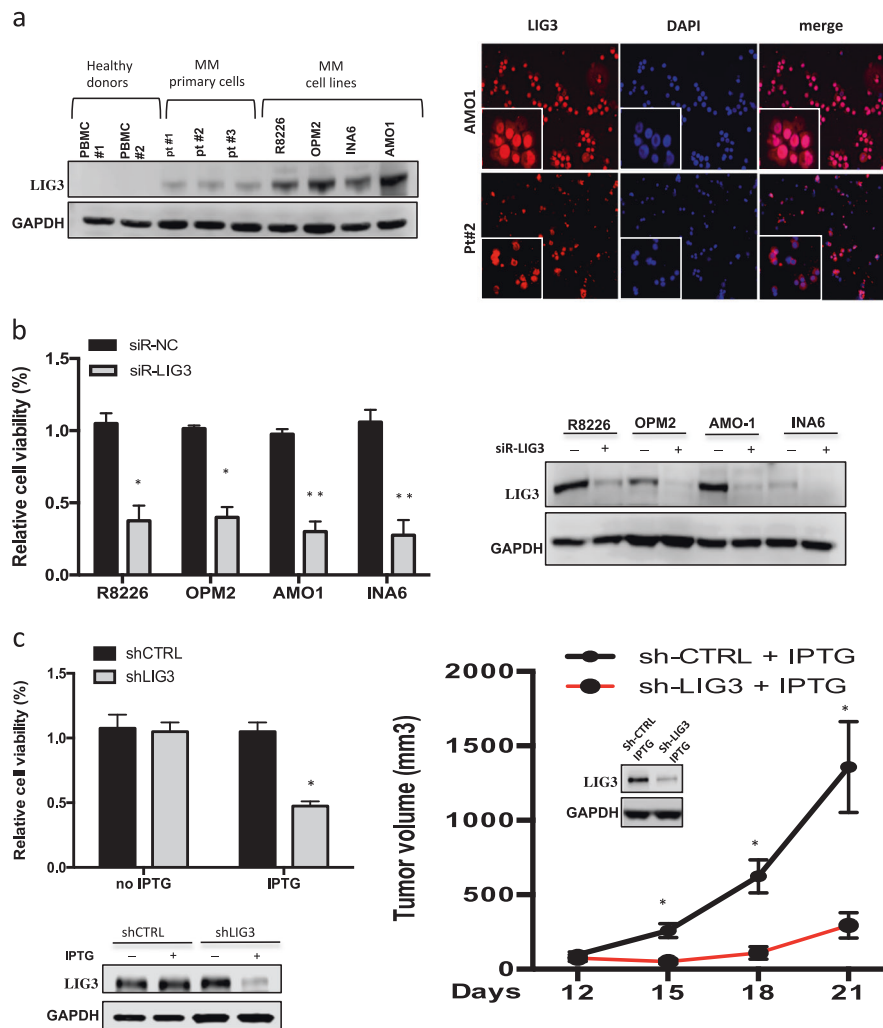 a
Healthy donors
MM primary cells
MM cell lines
PBMC #1
PBMC #2
pt #1
pt #2
pt #3
R8226
OPM2
INA6
AMO1
LIG3
GAPDH
LIG3 DAPI merge
AMO1
Pt#2
b
siR-NC
siR-LIG3
Relative cell viability (%)
1.5
1.0
0.5
0.0
* * ** **
R8226 OPM2 AMO1 INA6
R8226 OPM2 AMO-1 INA6
siR-LIG3 – + – + – + – +
LIG3
GAPDH
c
shCTRL
shLIG3
Relative cell viability (%)
1.5
1.0
0.5
0.0
*
no IPTG IPTG
shCTRL shLIG3
IPTG – + – +
LIG3
GAPDH
sh-CTRL + IPTG
sh-LIG3 + IPTG
Tumor volume (mm3)
2000
1500
1000
500
0
Sh-CTRL IPTG
Sh-LIG3 IPTG
LIG3
GAPDH
* * *
Days 12 15 18 21